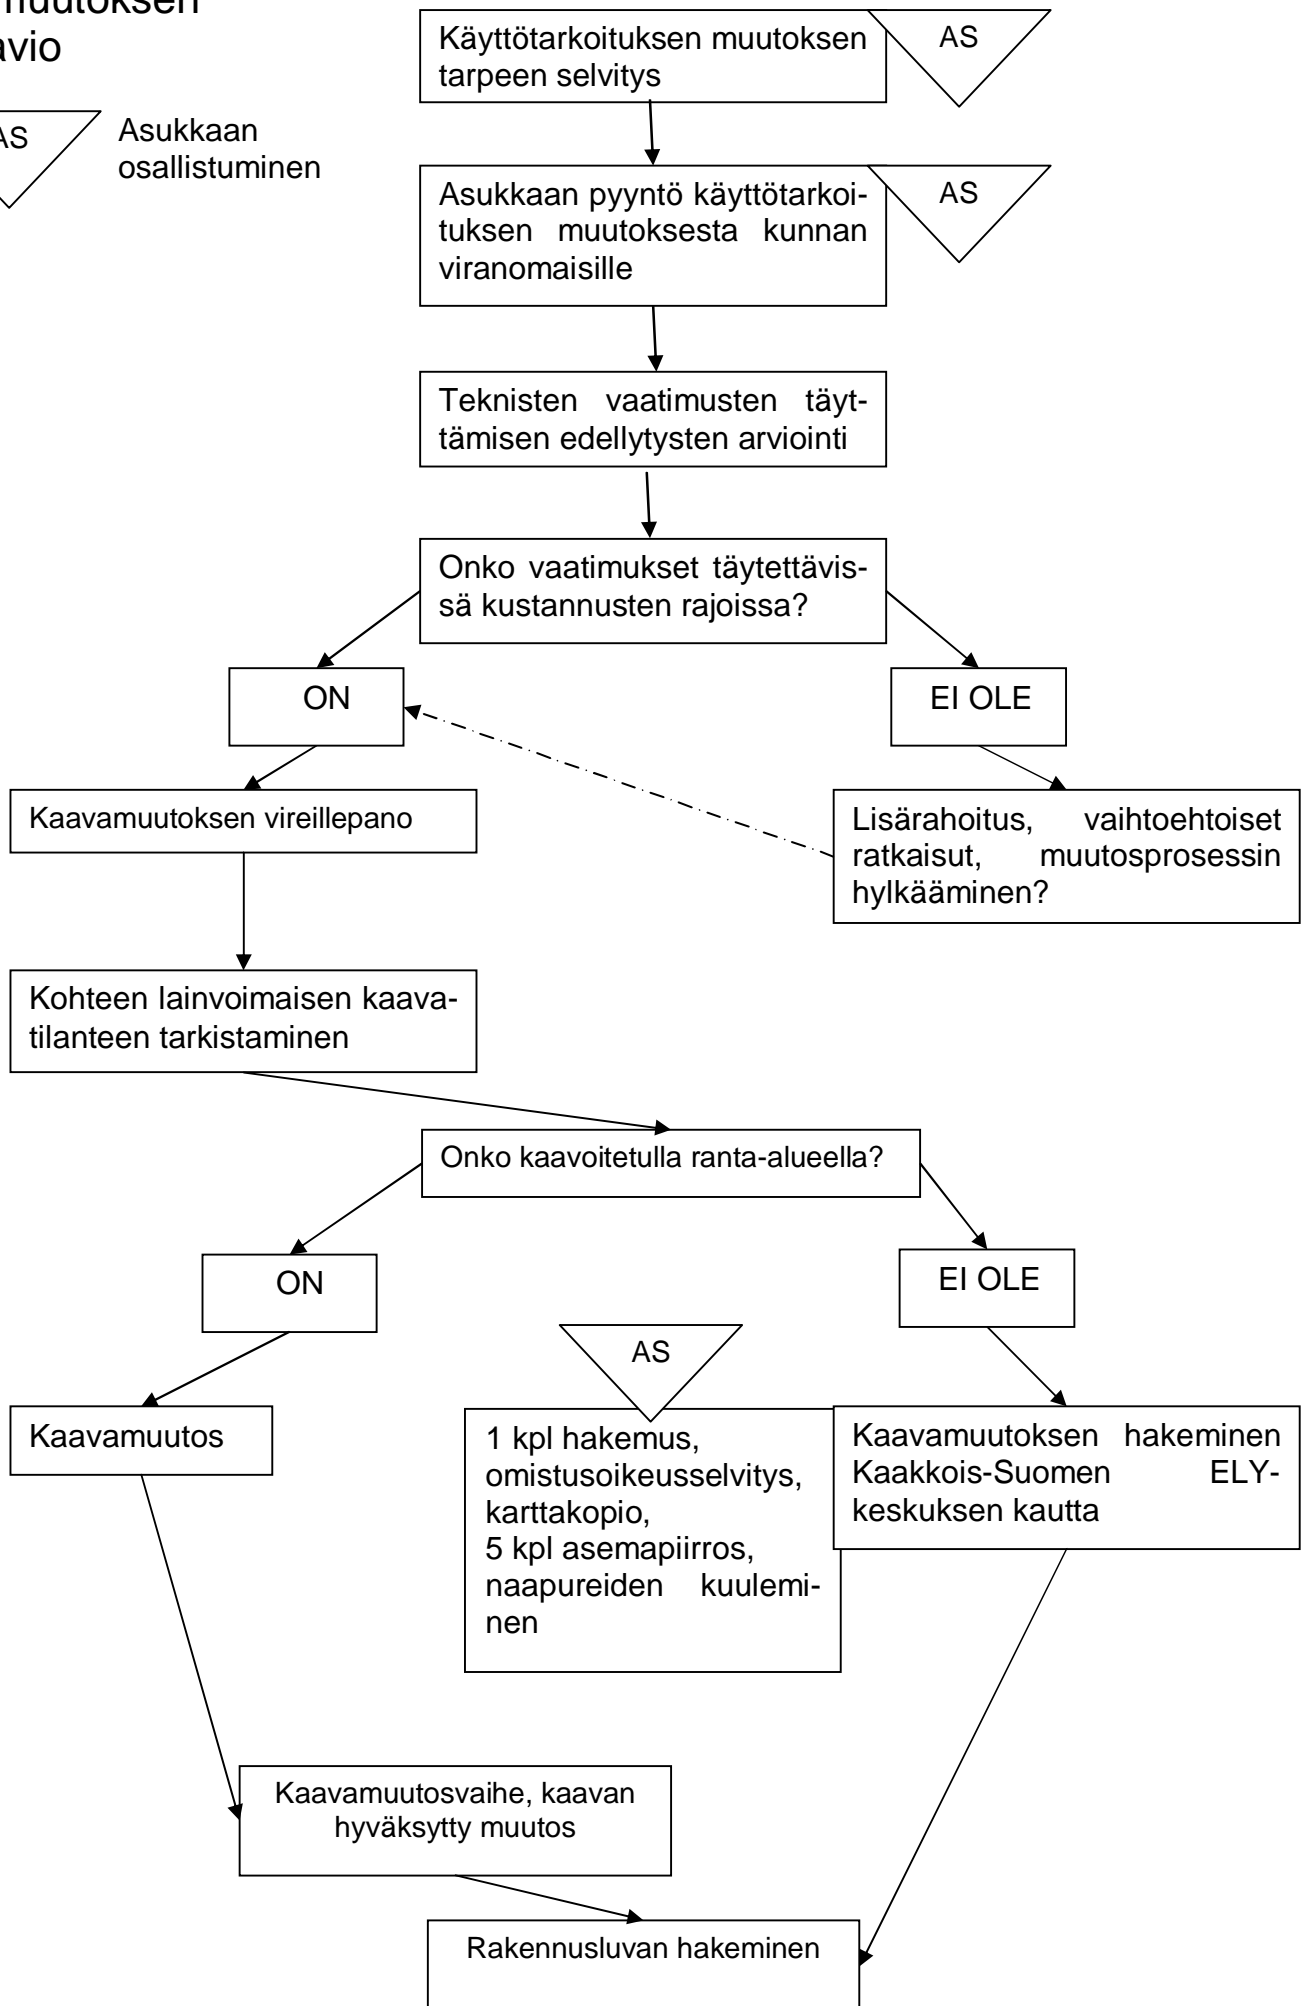 muutoksen
avio
AS
Asukkaan
osallistuminen
Käyttötarkoituksen muutoksen
tarpeen selvitys
AS
Asukkaan pyyntö käyttötarkoi-
tuksen muutoksesta kunnan
viranomaisille
AS
Teknisten vaatimusten täyt-
tämisen edellytysten arviointi
Onko vaatimukset täytettävis-
sä kustannusten rajoissa?
ON
EI OLE
Kaavamuutoksen vireillepano
Lisärahoitus, vaihtoehtoiset
ratkaisut, muutosprosessin
hylkääminen?
Kohteen lainvoimaisen kaava-
tilanteen tarkistaminen
Onko kaavoitetulla ranta-alueella?
ON
EI OLE
Kaavamuutos
AS
1 kpl hakemus,
omistusoikeusselvitys,
karttakopio,
5 kpl asemapiirros,
naapureiden kuulemi-
nen
Kaavamuutoksen hakeminen
Kaakkois-Suomen ELY-
keskuksen kautta
Kaavamuutosvaihe, kaavan
hyväksytty muutos
Rakennusluvan hakeminen